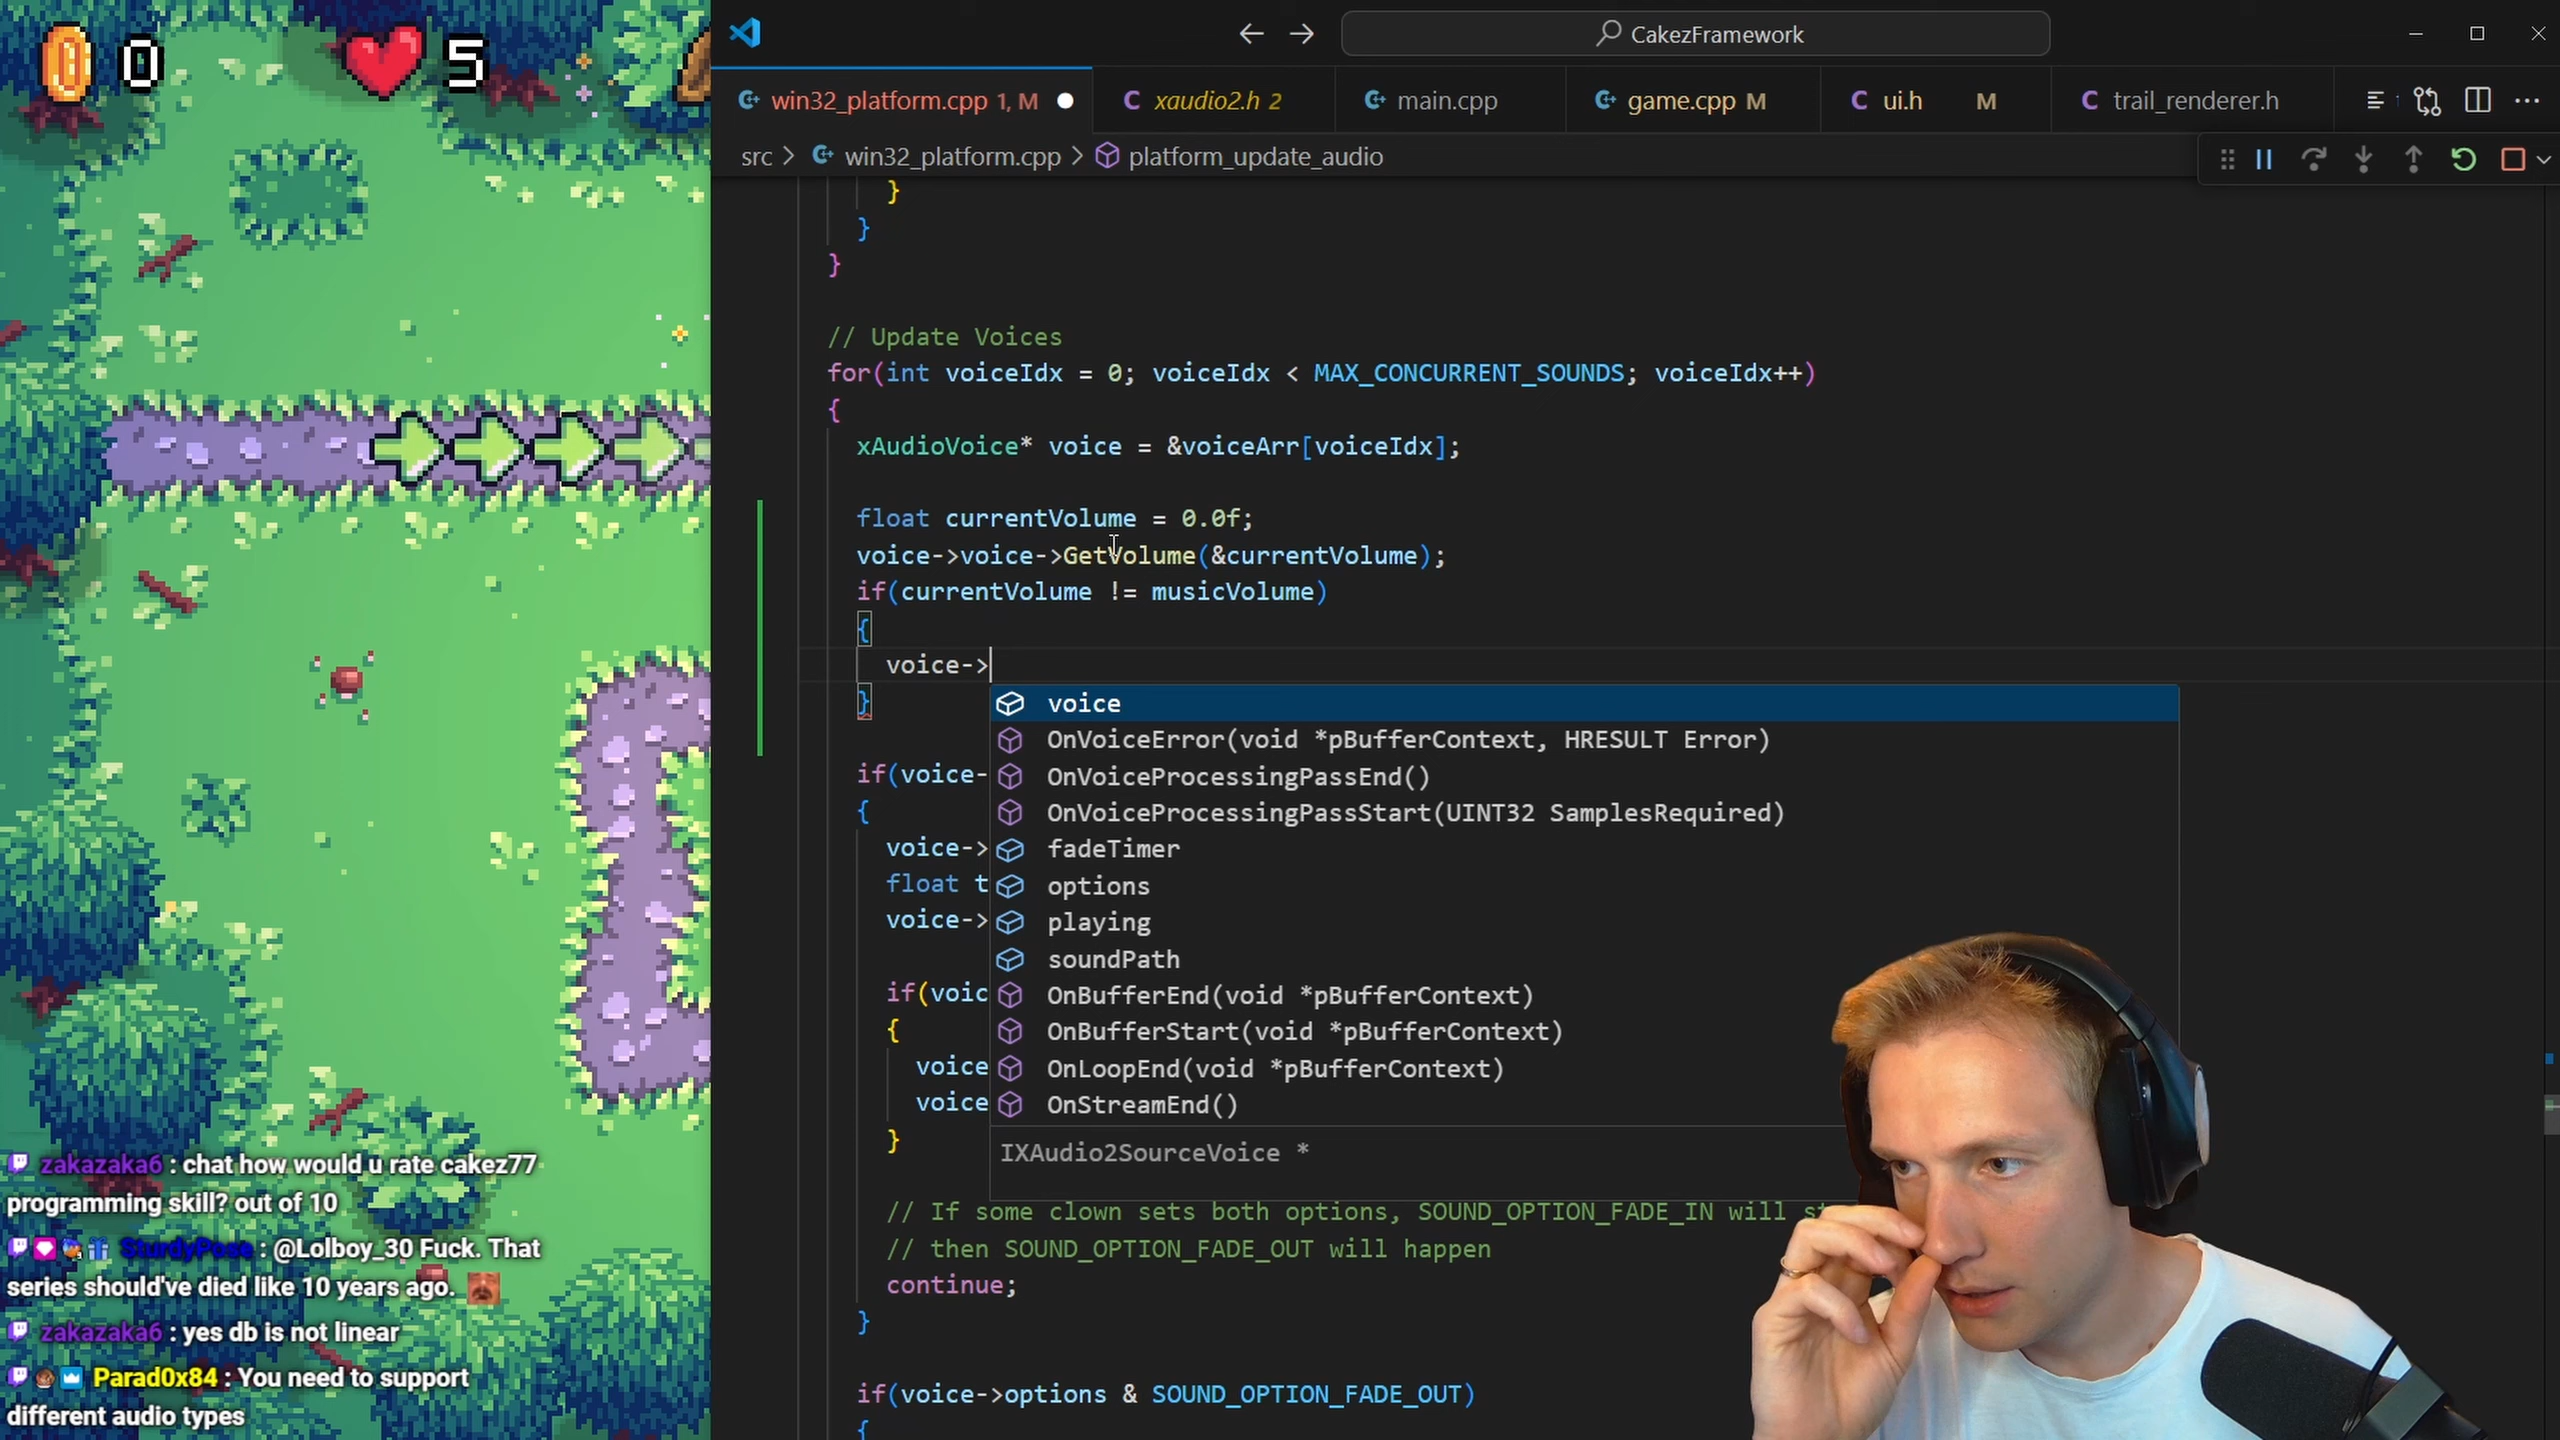 0
5
CakezFramework
win32_platform.cpp 1, M
xaudio2.h 2
main.cpp
game.cpp M
ui.h M
trail_renderer.h
src > win32_platform.cpp > platform_update_audio
}
}
}
// Update Voices
for(int voiceIdx = 0; voiceIdx < MAX_CONCURRENT_SOUNDS; voiceIdx++)
{
xAudioVoice* voice = &voiceArr[voiceIdx];
float currentVolume = 0.0f;
voice->voice->GetVolume(&currentVolume);
if(currentVolume != musicVolume)
{
voice->
}
voice
OnVoiceError(void *pBufferContext, HRESULT Error)
OnVoiceProcessingPassEnd()
OnVoiceProcessingPassStart(UINT32 SamplesRequired)
fadeTimer
options
playing
soundPath
OnBufferEnd(void *pBufferContext)
OnBufferStart(void *pBufferContext)
OnLoopEnd(void *pBufferContext)
OnStreamEnd()
IXAudio2SourceVoice *
if(voice-
{
voice->
float t
voice->
if(voic
{
voice
voice
}
// If some clown sets both options, SOUND_OPTION_FADE_IN will st
// then SOUND_OPTION_FADE_OUT will happen
continue;
}
if(voice->options & SOUND_OPTION_FADE_OUT)
{
zakazaka6 : chat how would u rate cakez77
programming skill? out of 10
SturdyPose : @Lolboy_30 Fuck. That
series should've died like 10 years ago.
zakazaka6 : yes db is not linear
Parad0x84 : You need to support
different audio types